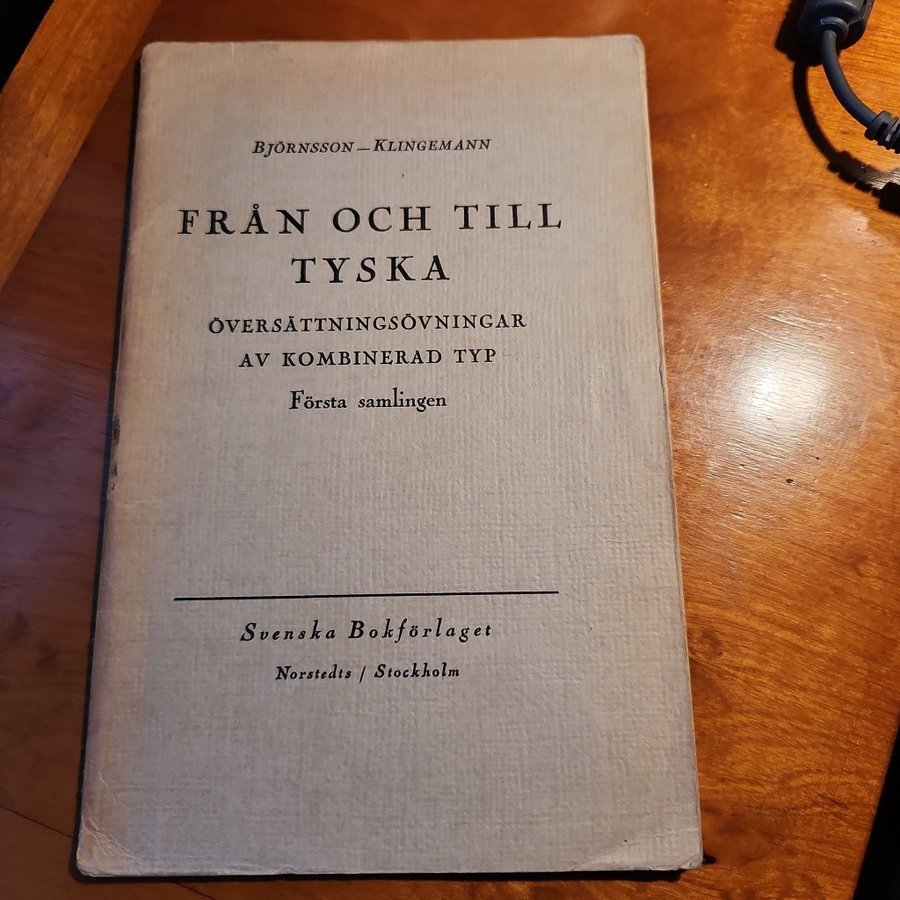 BJÖRNSSON – KLINGEMANN
FRÅN OCH TILL
TYSKA
ÖVERSÄTTNINGSÖVNINGAR
AV KOMBINERAD TYP
Första samlingen
Svenska Bokförlaget
Norstedts / Stockholm